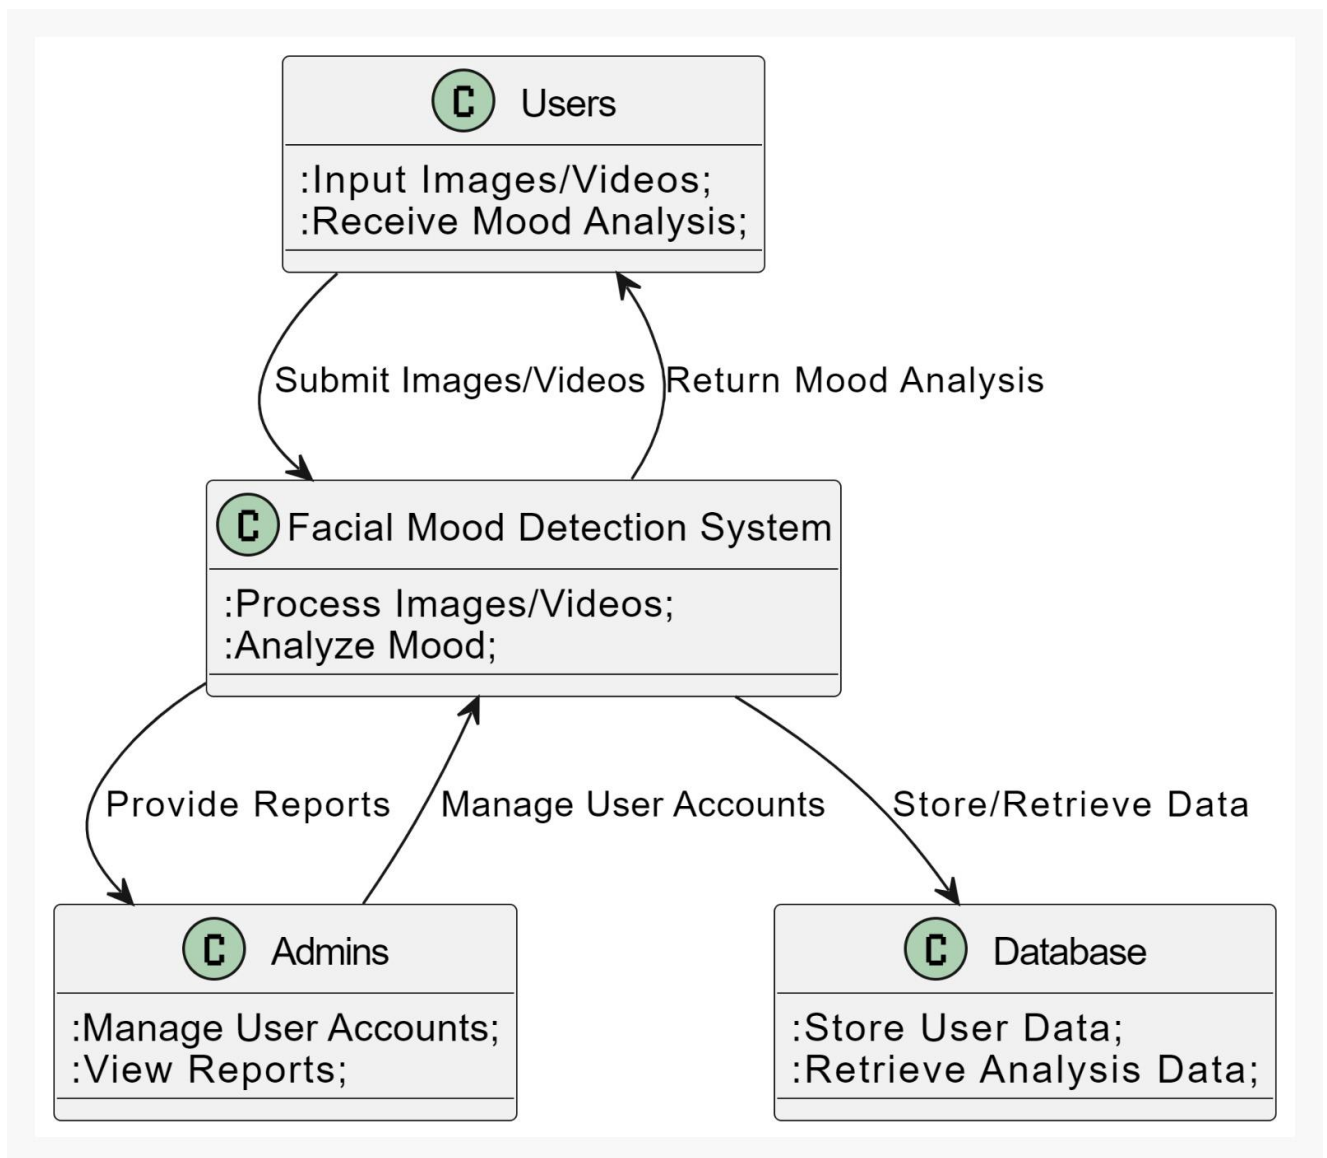 C Users
:Input Images/Videos;
:Receive Mood Analysis;
Submit Images/Videos
Return Mood Analysis
C Facial Mood Detection System
:Process Images/Videos;
:Analyze Mood;
Provide Reports
Manage User Accounts
Store/Retrieve Data
C Admins
:Manage User Accounts;
:View Reports;
C Database
:Store User Data;
:Retrieve Analysis Data;